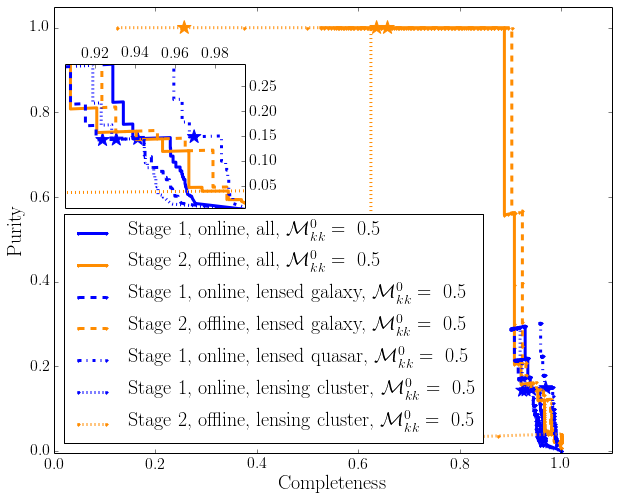 1.0
0.8
0.6
0.4
0.2
0.0
Purity
0.92 0.94 0.96 0.98
0.25
0.20
0.15
0.10
0.05
Stage 1, online, all, $\mathcal{M}^0_{kk} =$ 0.5
Stage 2, offline, all, $\mathcal{M}^0_{kk} =$ 0.5
Stage 1, online, lensed galaxy, $\mathcal{M}^0_{kk} =$ 0.5
Stage 2, offline, lensed galaxy, $\mathcal{M}^0_{kk} =$ 0.5
Stage 1, online, lensed quasar, $\mathcal{M}^0_{kk} =$ 0.5
Stage 1, online, lensing cluster, $\mathcal{M}^0_{kk} =$ 0.5
Stage 2, offline, lensing cluster, $\mathcal{M}^0_{kk} =$ 0.5
0.0 0.2 0.4 0.6 0.8 1.0
Completeness